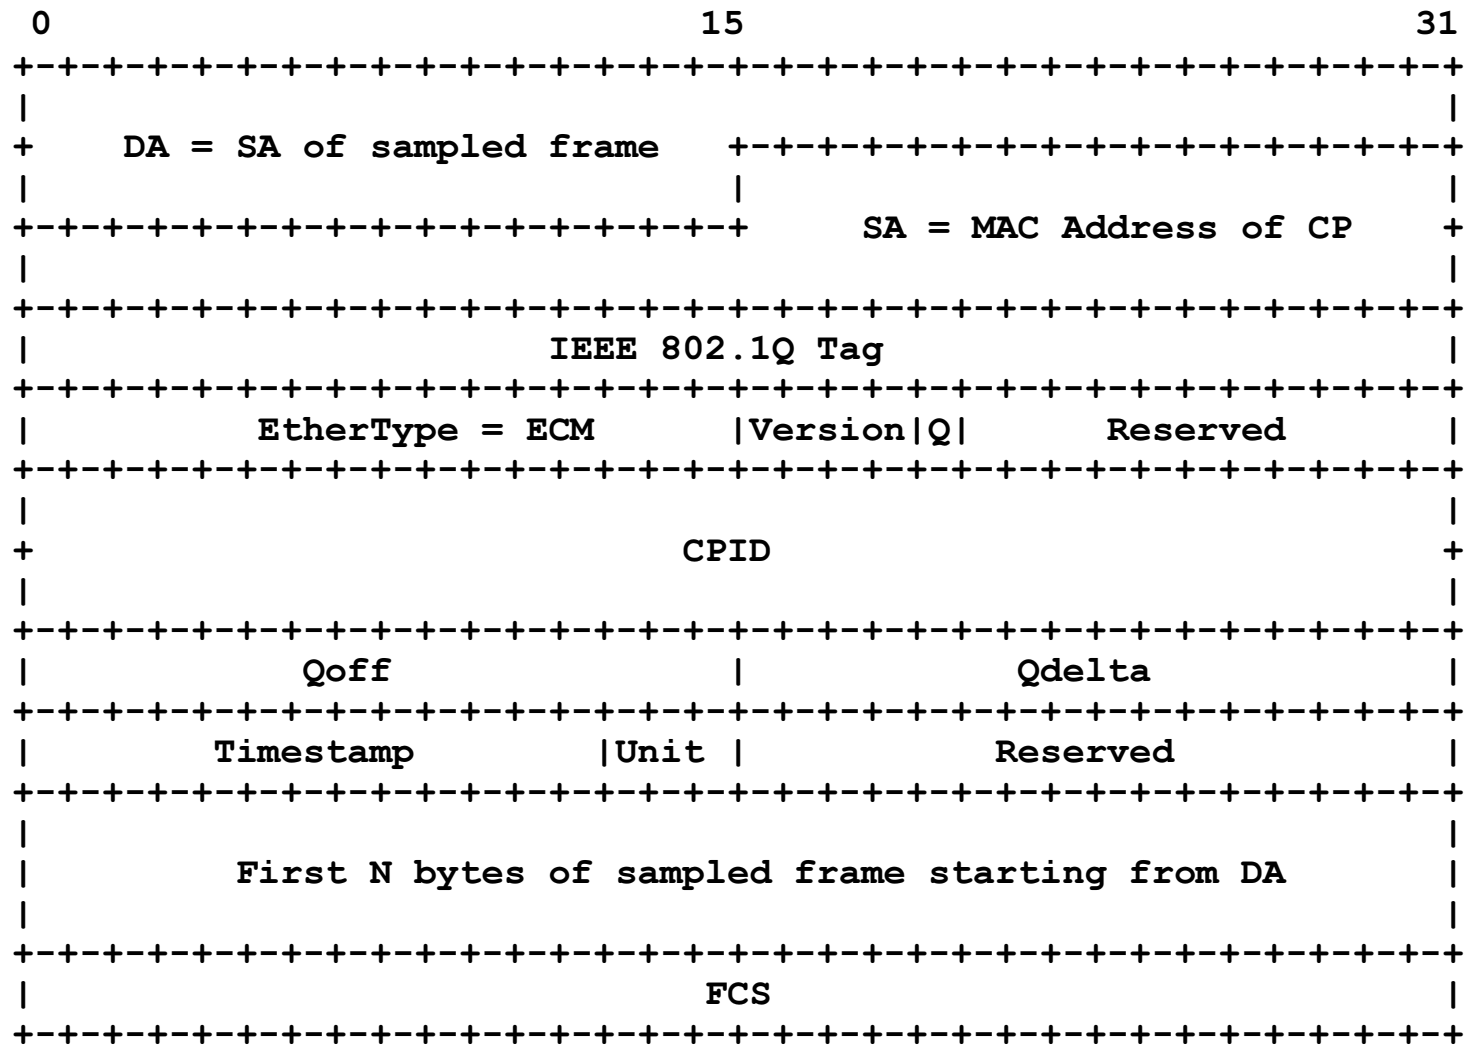 0 15 31
+-+-+-+-+-+-+-+-+-+-+-+-+-+-+-+-+-+-+-+-+-+-+-+-+-+-+-+-+-+-+-+-+
| |
+ DA = SA of sampled frame +-+-+-+-+-+-+-+-+-+-+-+-+-+-+-+-+
| | |
+-+-+-+-+-+-+-+-+-+-+-+-+-+-+-+-+ SA = MAC Address of CP +
| |
+-+-+-+-+-+-+-+-+-+-+-+-+-+-+-+-+-+-+-+-+-+-+-+-+-+-+-+-+-+-+-+-+
| IEEE 802.1Q Tag |
+-+-+-+-+-+-+-+-+-+-+-+-+-+-+-+-+-+-+-+-+-+-+-+-+-+-+-+-+-+-+-+-+
| EtherType = ECM |Version|Q| Reserved |
+-+-+-+-+-+-+-+-+-+-+-+-+-+-+-+-+-+-+-+-+-+-+-+-+-+-+-+-+-+-+-+-+
| |
+ CPID +
| |
+-+-+-+-+-+-+-+-+-+-+-+-+-+-+-+-+-+-+-+-+-+-+-+-+-+-+-+-+-+-+-+-+
| Qoff | Qdelta |
+-+-+-+-+-+-+-+-+-+-+-+-+-+-+-+-+-+-+-+-+-+-+-+-+-+-+-+-+-+-+-+-+
| Timestamp |Unit | Reserved |
+-+-+-+-+-+-+-+-+-+-+-+-+-+-+-+-+-+-+-+-+-+-+-+-+-+-+-+-+-+-+-+-+
| |
| First N bytes of sampled frame starting from DA |
| |
+-+-+-+-+-+-+-+-+-+-+-+-+-+-+-+-+-+-+-+-+-+-+-+-+-+-+-+-+-+-+-+-+
| FCS |
+-+-+-+-+-+-+-+-+-+-+-+-+-+-+-+-+-+-+-+-+-+-+-+-+-+-+-+-+-+-+-+-+